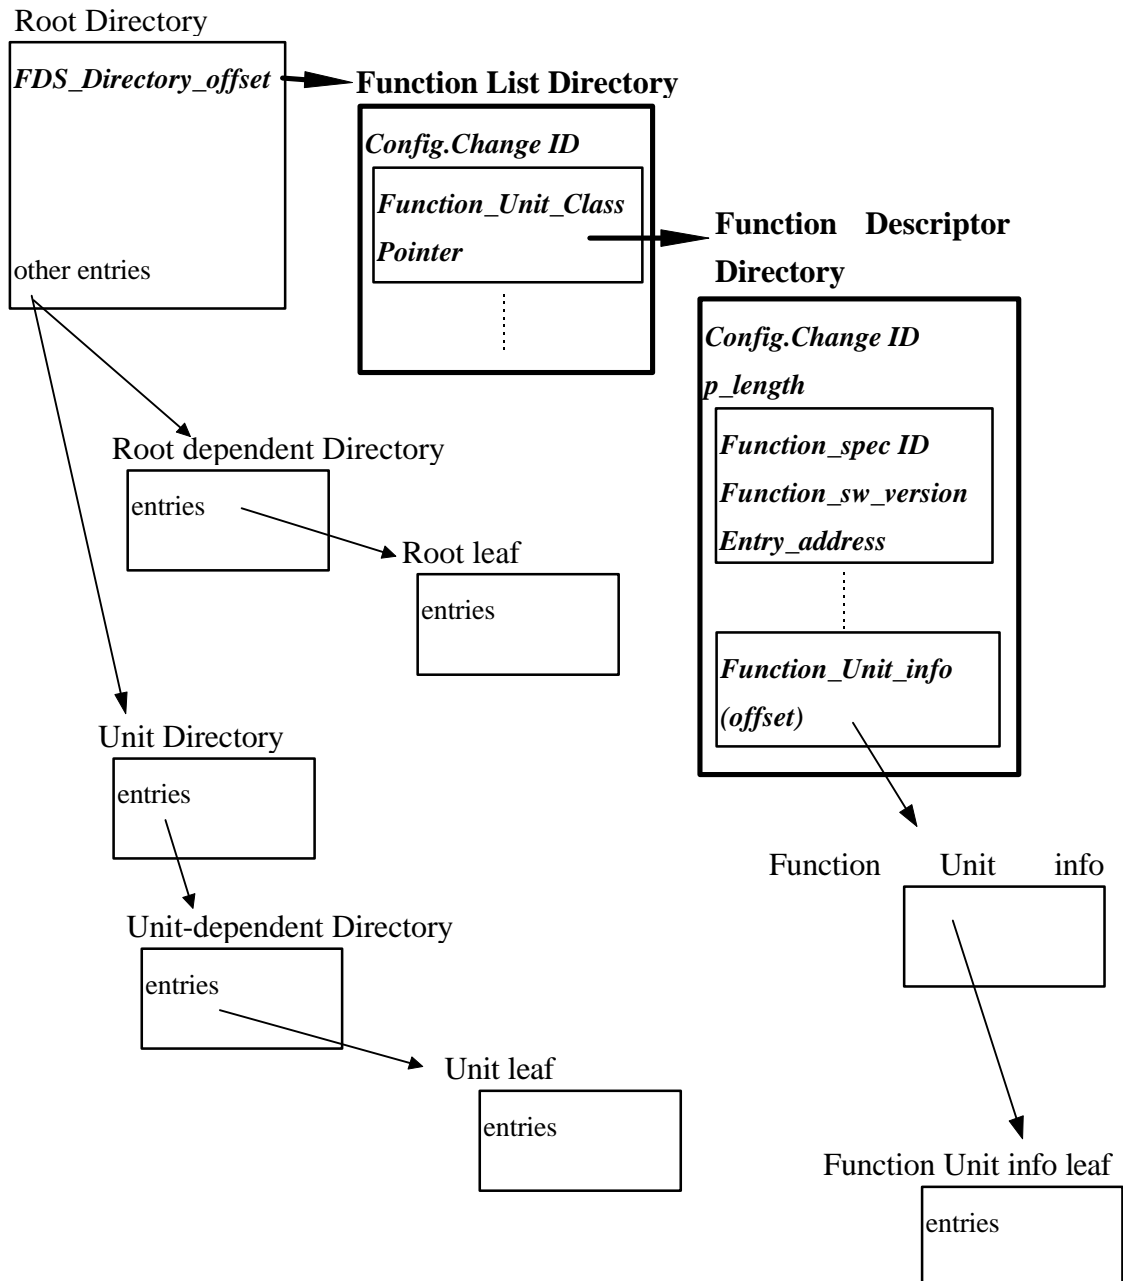 Root Directory
FDS_Directory_offset
other entries
Function List Directory
Config.Change ID
Function_Unit_Class
Pointer
Function Descriptor
Directory
Config.Change ID
p_length
Function_spec ID
Function_sw_version
Entry_address
Function_Unit_info
(offset)
Root dependent Directory
entries
Root leaf
entries
Unit Directory
entries
Unit-dependent Directory
entries
Unit leaf
entries
Function Unit info
Function Unit info leaf
entries